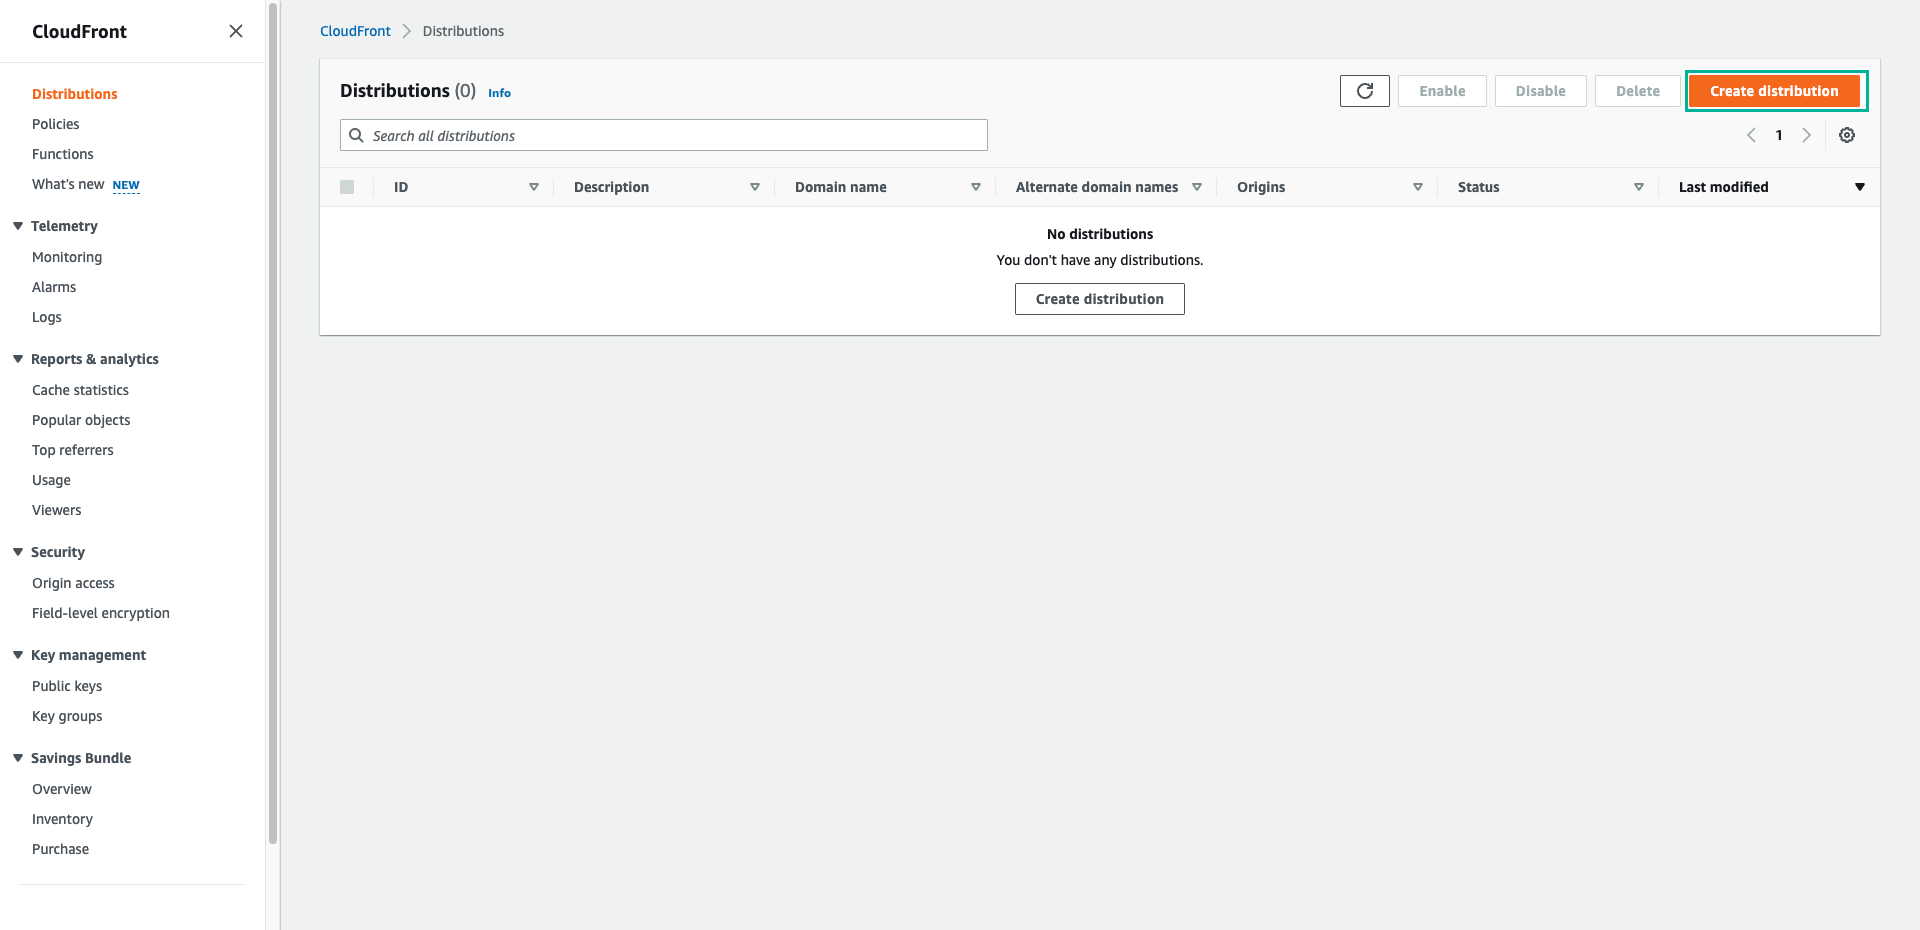 CloudFront
Distributions
Policies
Functions
What's new NEW
Telemetry
Monitoring
Alarms
Logs
Reports & analytics
Cache statistics
Popular objects
Top referrers
Usage
Viewers
Security
Origin access
Field-level encryption
Key management
Public keys
Key groups
Savings Bundle
Overview
Inventory
Purchase
CloudFront Distributions
Distributions (0) Info
Enable Disable Delete Create distribution
Search all distributions
1
ID Description Domain name Alternate domain names Origins Status Last modified
No distributions
You don't have any distributions.
Create distribution